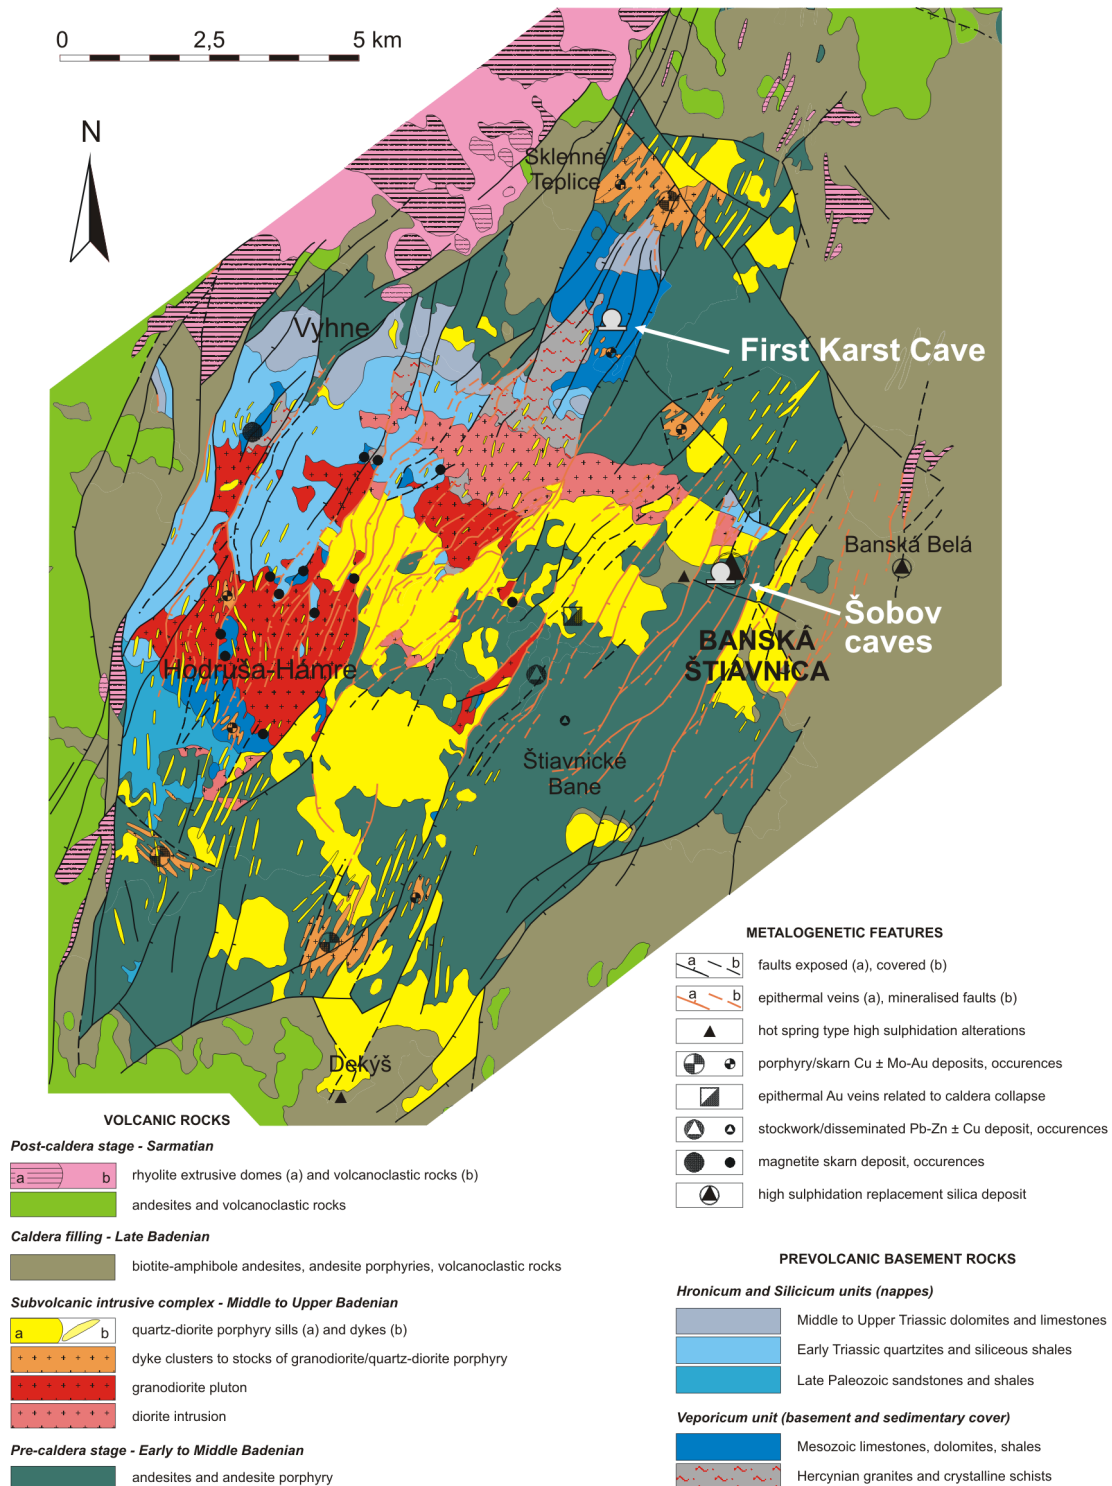 0
2,5
5 km
N
Sklenné
Teplice
Vyhne
First Karst Cave
Banská Belá
Šobov
caves
BANSKÁ
ŠTIAVNICA
Hodruša-Hámre
Štiavnické
Bane
Dekýš
VOLCANIC ROCKS
Post-caldera stage - Sarmatian
a
b
rhyolite extrusive domes (a) and volcanoclastic rocks (b)
andesites and volcanoclastic rocks
Caldera filling - Late Badenian
biotite-amphibole andesites, andesite porphyries, volcanoclastic rocks
Subvolcanic intrusive complex - Middle to Upper Badenian
a
b
quartz-diorite porphyry sills (a) and dykes (b)
dyke clusters to stocks of granodiorite/quartz-diorite porphyry
granodiorite pluton
diorite intrusion
Pre-caldera stage - Early to Middle Badenian
andesites and andesite porphyry
METALOGENETIC FEATURES
a
b
faults exposed (a), covered (b)
a
b
epithermal veins (a), mineralised faults (b)
hot spring type high sulphidation alterations
porphyry/skarn Cu ± Mo-Au deposits, occurences
epithermal Au veins related to caldera collapse
stockwork/disseminated Pb-Zn ± Cu deposit, occurences
magnetite skarn deposit, occurences
high sulphidation replacement silica deposit
PREVOLCANIC BASEMENT ROCKS
Hronicum and Silicicum units (nappes)
Middle to Upper Triassic dolomites and limestones
Early Triassic quartzites and siliceous shales
Late Paleozoic sandstones and shales
Veporicum unit (basement and sedimentary cover)
Mesozoic limestones, dolomites, shales
Hercynian granites and crystalline schists